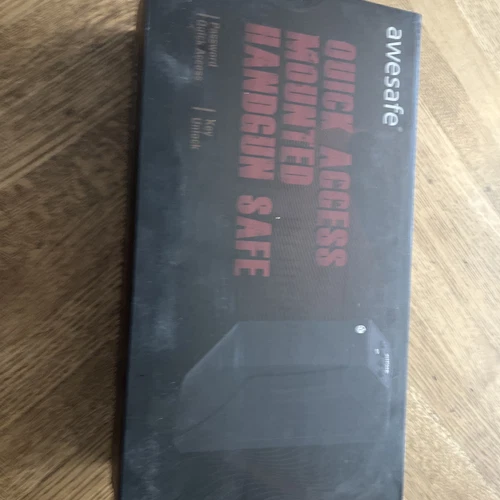 awesafe®
QUICK ACCESS
MOUNTED
HANDGUN SAFE
Password
Quick Access
Key
Unlock